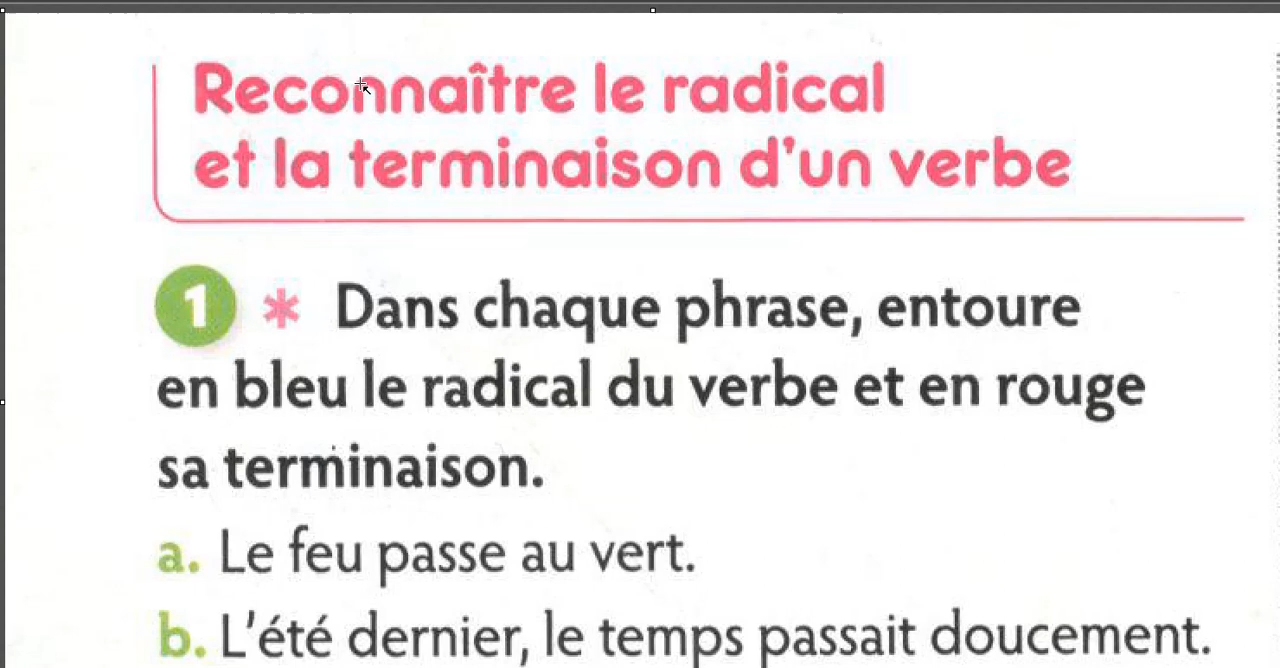 Reconnaître le radical
et la terminaison d'un verbe
1 * Dans chaque phrase, entoure
en bleu le radical du verbe et en rouge
sa terminaison.
a. Le feu passe au vert.
b. L'été dernier, le temps passait doucement.